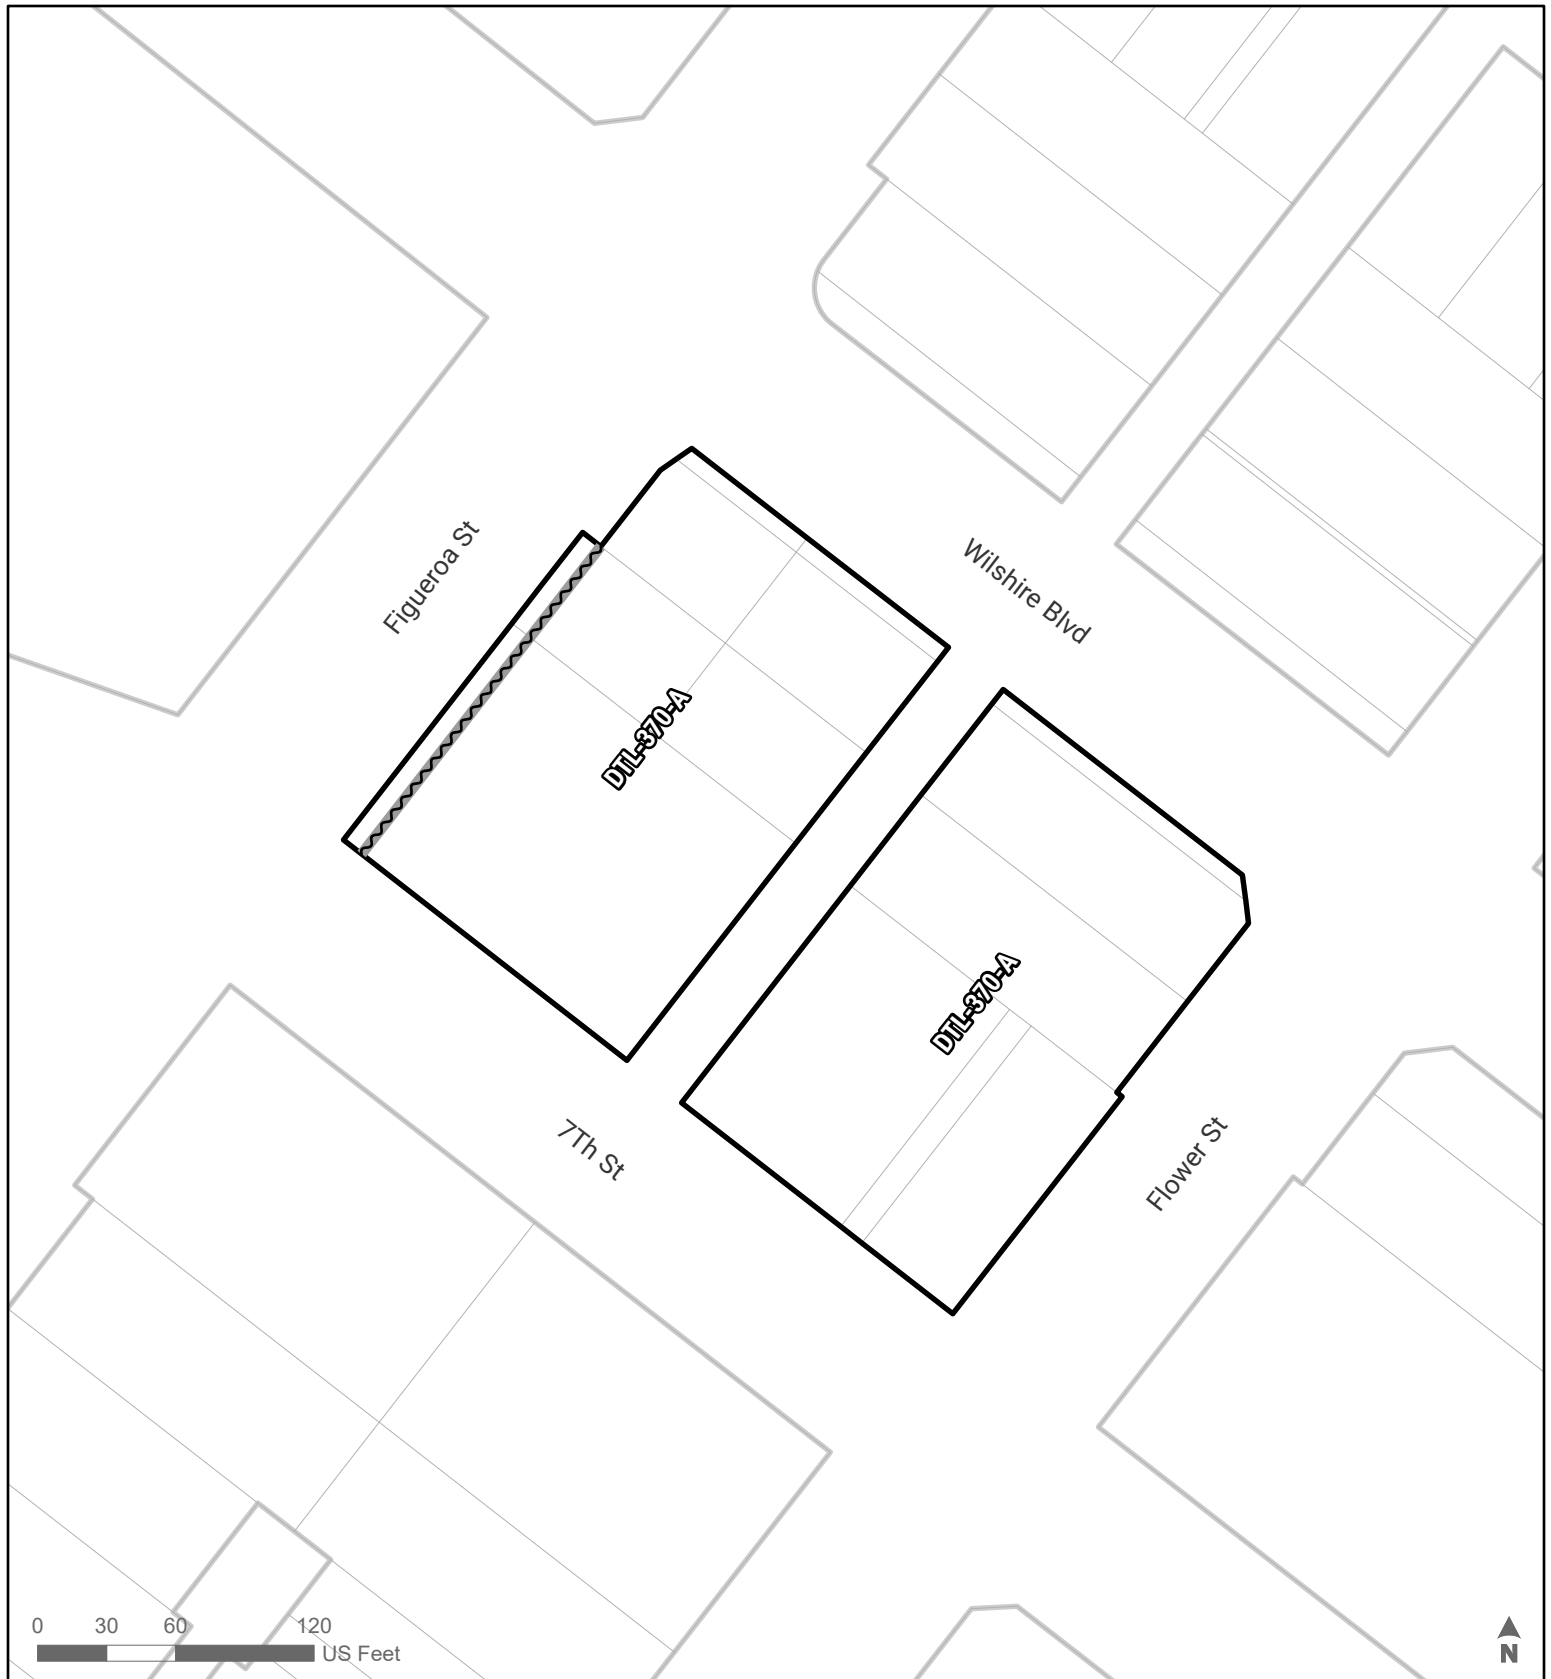 Figueroa St
Wilshire Blvd
DTL-370-A
DTL-370-A
7Th St
Flower St
0 30 60 120
US Feet
N